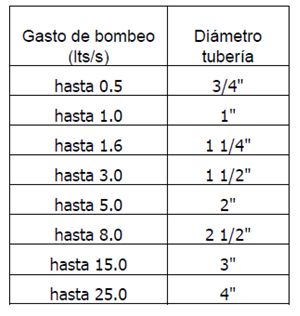 Gasto de bombeo Diámetro
(lts/s) tubería
hasta 0.5 3/4"
hasta 1.0 1"
hasta 1.6 1 1/4"
hasta 3.0 1 1/2"
hasta 5.0 2"
hasta 8.0 2 1/2"
hasta 15.0 3"
hasta 25.0 4"